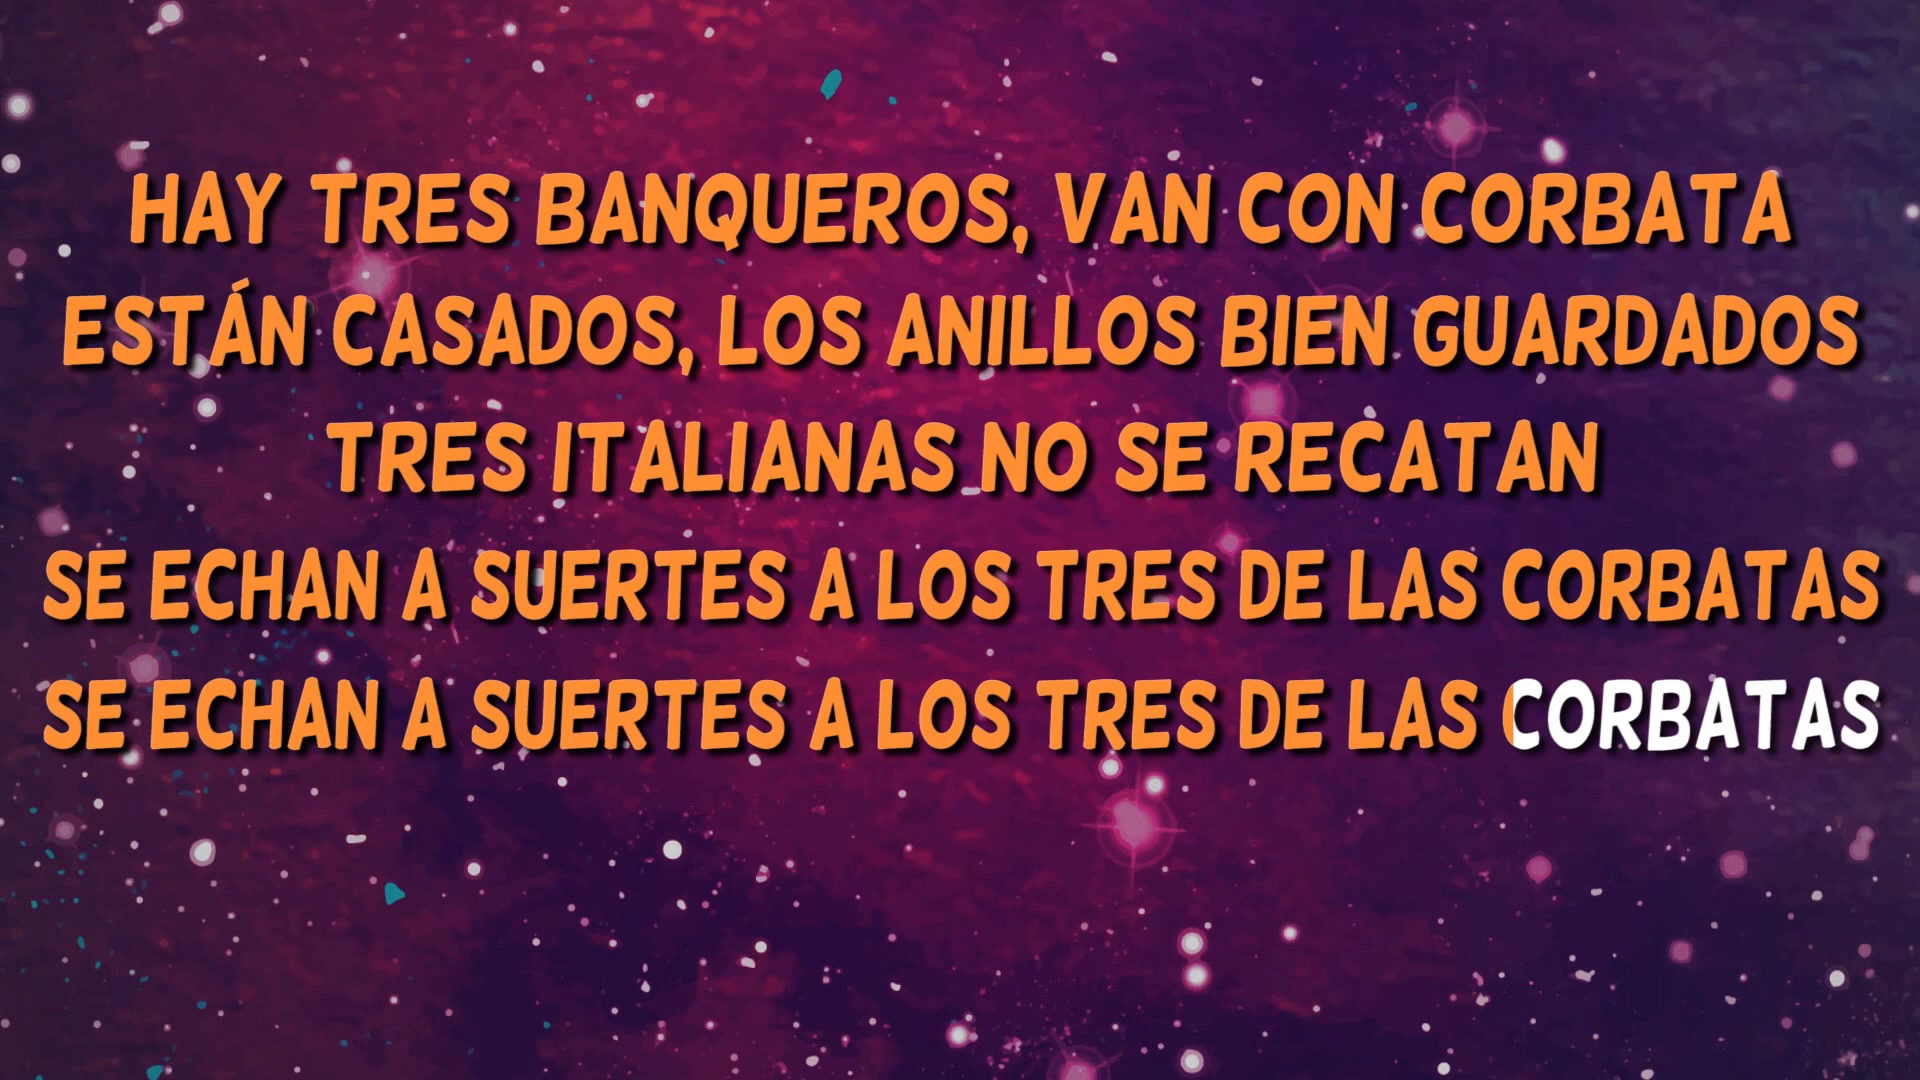 HAY TRES BANQUEROS, VAN CON CORBATA
ESTÁN CASADOS, LOS ANILLOS BIEN GUARDADOS
TRES ITALIANAS NO SE RECATAN
SE ECHAN A SUERTES A LOS TRES DE LAS CORBATAS
SE ECHAN A SUERTES A LOS TRES DE LAS CORBATAS